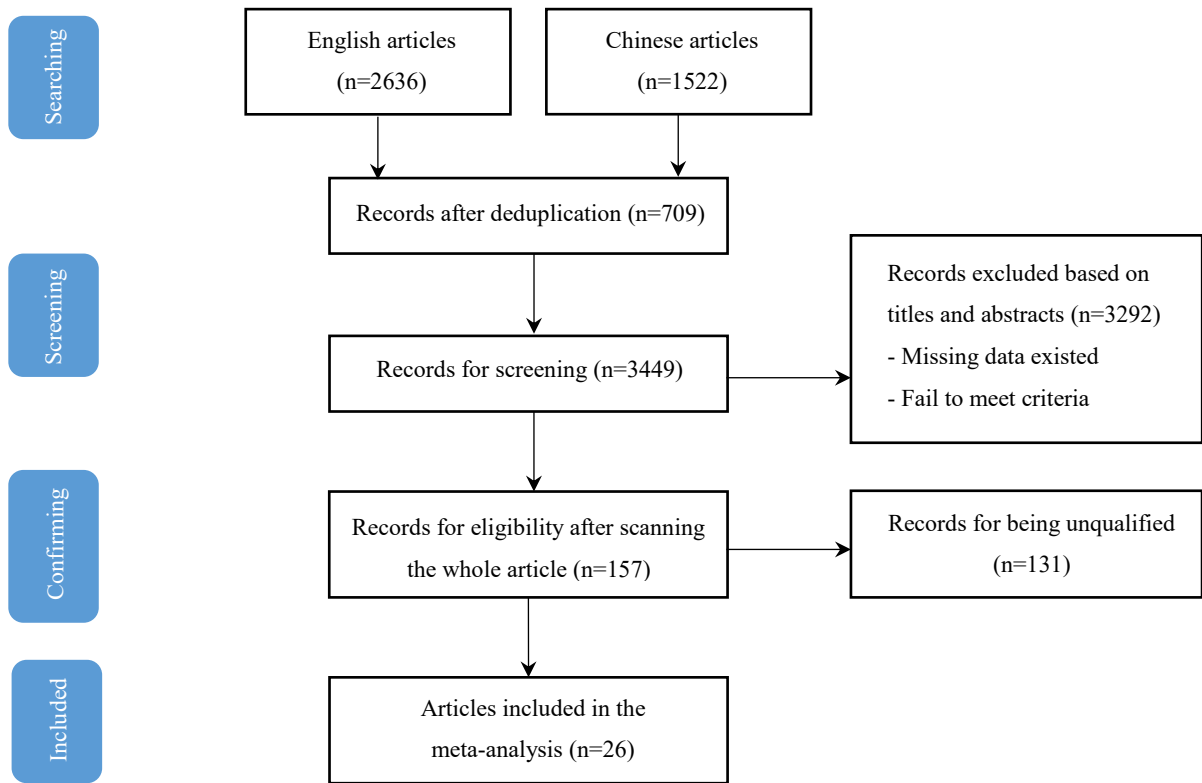 Searching
English articles
(n=2636)
Chinese articles
(n=1522)
Records after deduplication (n=709)
Screening
Records for screening (n=3449)
Records excluded based on
titles and abstracts (n=3292)
- Missing data existed
- Fail to meet criteria
Confirming
Records for eligibility after scanning
the whole article (n=157)
Records for being unqualified
(n=131)
Included
Articles included in the
meta-analysis (n=26)